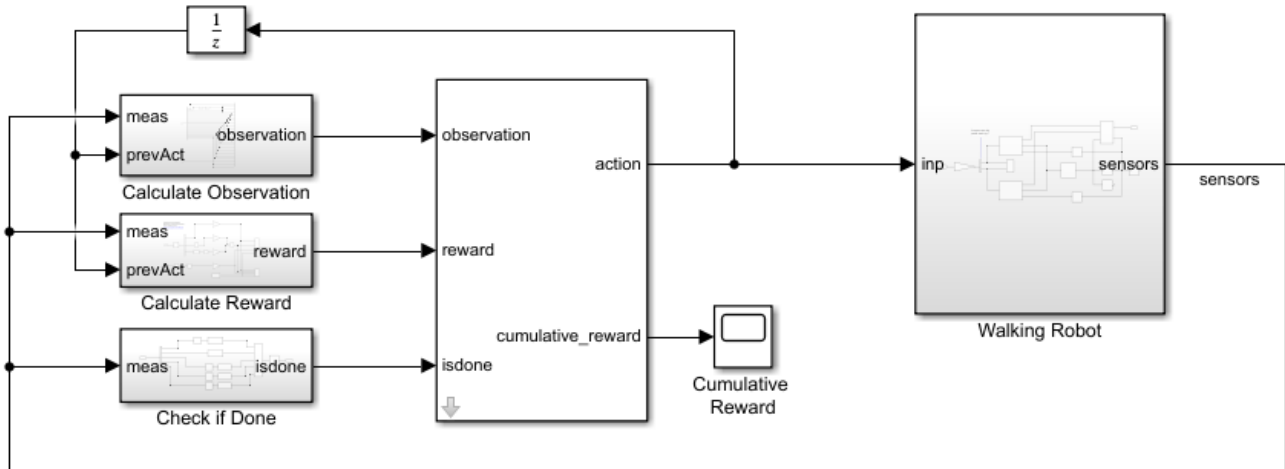 1
z
meas
observation
prevAct
Calculate Observation
meas
reward
prevAct
Calculate Reward
meas
isdone
Check if Done
observation
action
reward
cumulative_reward
isdone
Cumulative
Reward
inp
sensors
Walking Robot
sensors